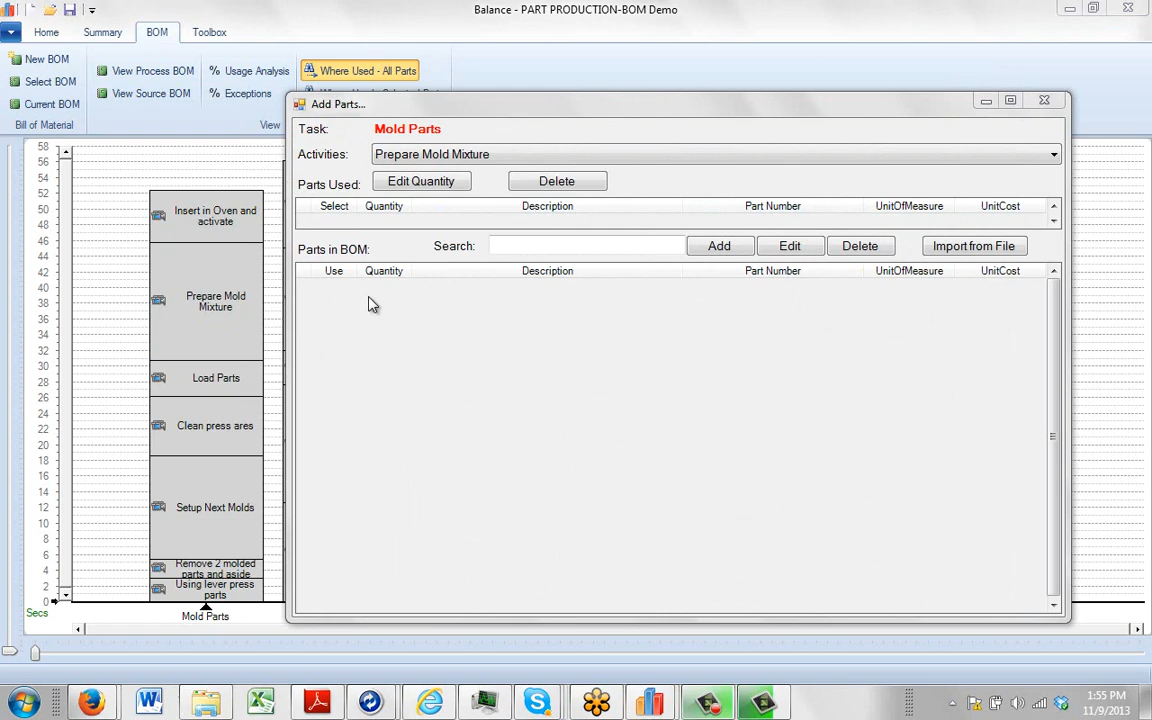 Balance - PART PRODUCTION-BOM Demo
Home Summary BOM Toolbox
New BOM
Select BOM
Current BOM
Bill of Material
View Process BOM
View Source BOM
% Usage Analysis
% Exceptions
View
Where Used - All Parts
Add Parts...
Task: Mold Parts
Activities: Prepare Mold Mixture
Parts Used: Edit Quantity Delete
Select Quantity Description Part Number UnitOfMeasure UnitCost
Parts in BOM: Search: Add Edit Delete Import from File
Use Quantity Description Part Number UnitOfMeasure UnitCost
58
56
54
52
50
48
46
44
42
40
38
36
34
32
30
28
26
24
22
20
18
16
14
12
10
8
6
4
2
0
Secs
Insert in Oven and
activate
Prepare Mold
Mixture
Load Parts
Clean press ares
Setup Next Molds
Remove 2 molded
parts and aside
Using lever press
parts
Mold Parts
1:55 PM
11/9/2013